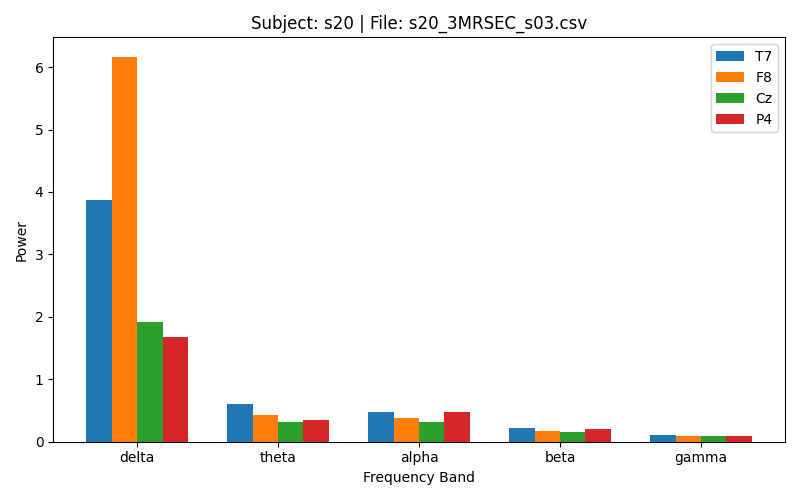 Subject: s20 | File: s20_3MRSEC_s03.csv
T7
F8
Cz
P4
Power
6
5
4
3
2
1
0
delta theta alpha beta gamma
Frequency Band